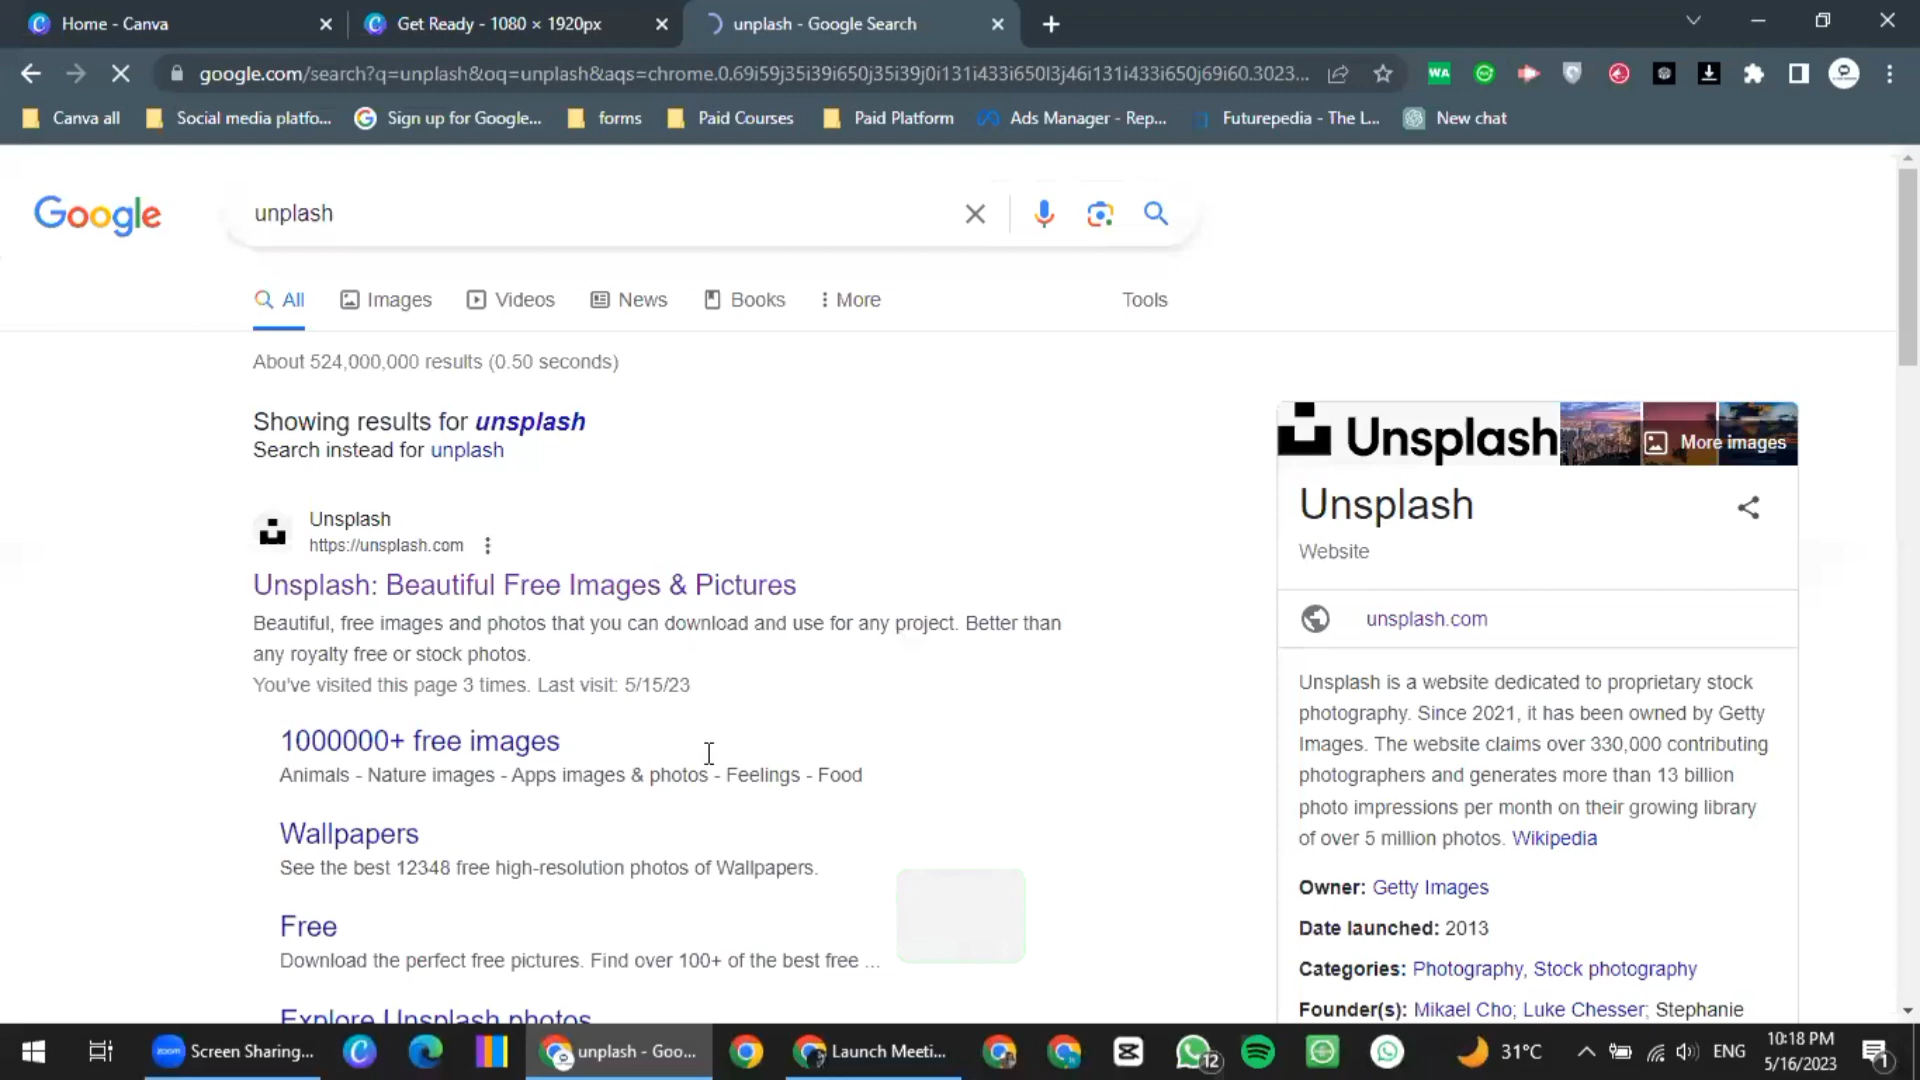 Home - Canva
Get Ready - 1080 × 1920px
unplash - Google Search
google.com/search?q=unplash&oq=unplash&aqs=chrome.0.69i59j35i39i650j35i39j0i131i433i650l3j46i131i433i650j69i60.3023...
WA
Canva all
Social media platfo...
Sign up for Google...
forms
Paid Courses
Paid Platform
Ads Manager - Rep...
Futurepedia - The L...
New chat
Google
unplash
All
Images
Videos
News
Books
More
Tools
About 524,000,000 results (0.50 seconds)
Showing results for unsplash
Search instead for unplash
Unsplash
https://unsplash.com
Unsplash: Beautiful Free Images & Pictures
Beautiful, free images and photos that you can download and use for any project. Better than
any royalty free or stock photos.
You've visited this page 3 times. Last visit: 5/15/23
1000000+ free images
Animals - Nature images - Apps images & photos - Feelings - Food
Wallpapers
See the best 12348 free high-resolution photos of Wallpapers.
Free
Download the perfect free pictures. Find over 100+ of the best free ...
Explore Unsplash photos
Unsplash
More images
Unsplash
Website
unsplash.com
Unsplash is a website dedicated to proprietary stock
photography. Since 2021, it has been owned by Getty
Images. The website claims over 330,000 contributing
photographers and generates more than 13 billion
photo impressions per month on their growing library
of over 5 million photos. Wikipedia
Owner: Getty Images
Date launched: 2013
Categories: Photography, Stock photography
Founder(s): Mikael Cho; Luke Chesser; Stephanie
zoom
Screen Sharing...
unplash - Goo...
Launch Meeti...
12
31°C
ENG
10:18 PM
5/16/2023
1